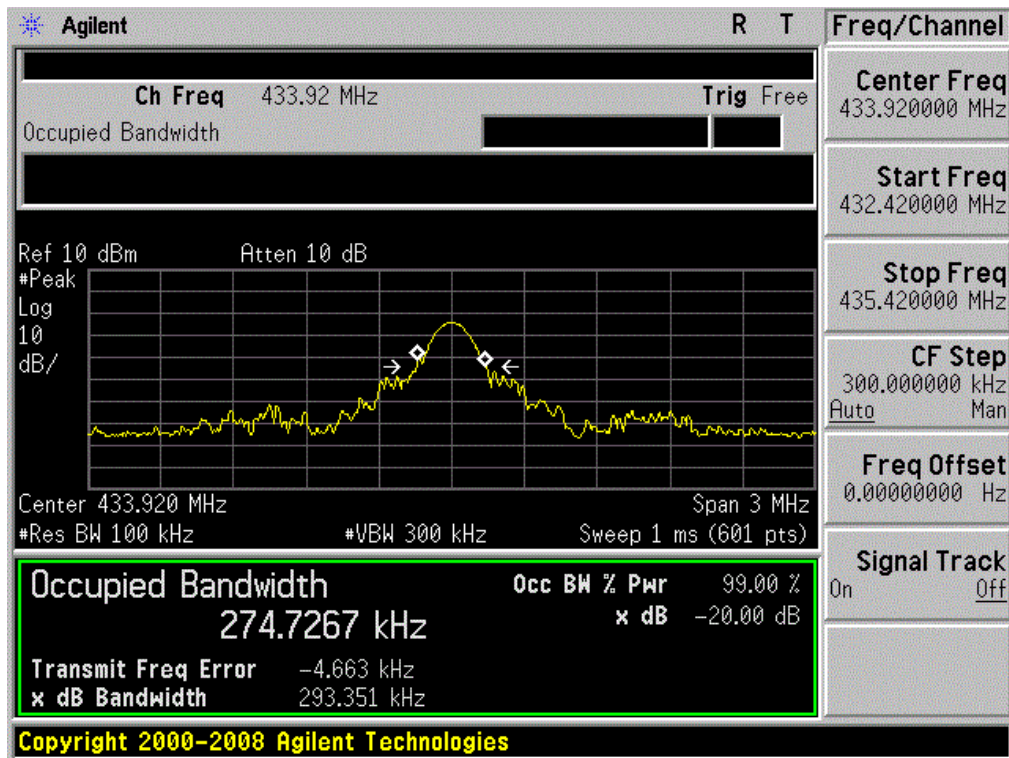 Agilent R T Freq/Channel
Ch Freq 433.92 MHz Trig Free
Occupied Bandwidth
Center Freq
433.920000 MHz
Start Freq
432.420000 MHz
Stop Freq
435.420000 MHz
CF Step
300.000000 kHz
Auto Man
Freq Offset
0.00000000 Hz
Signal Track
On Off
Ref 10 dBm Atten 10 dB
#Peak
Log
10
dB/
Center 433.920 MHz Span 3 MHz
#Res BW 100 kHz #VBW 300 kHz Sweep 1 ms (601 pts)
Occupied Bandwidth Occ BW % Pwr 99.00 %
274.7267 kHz x dB -20.00 dB
Transmit Freq Error -4.663 kHz
x dB Bandwidth 293.351 kHz
Copyright 2000-2008 Agilent Technologies